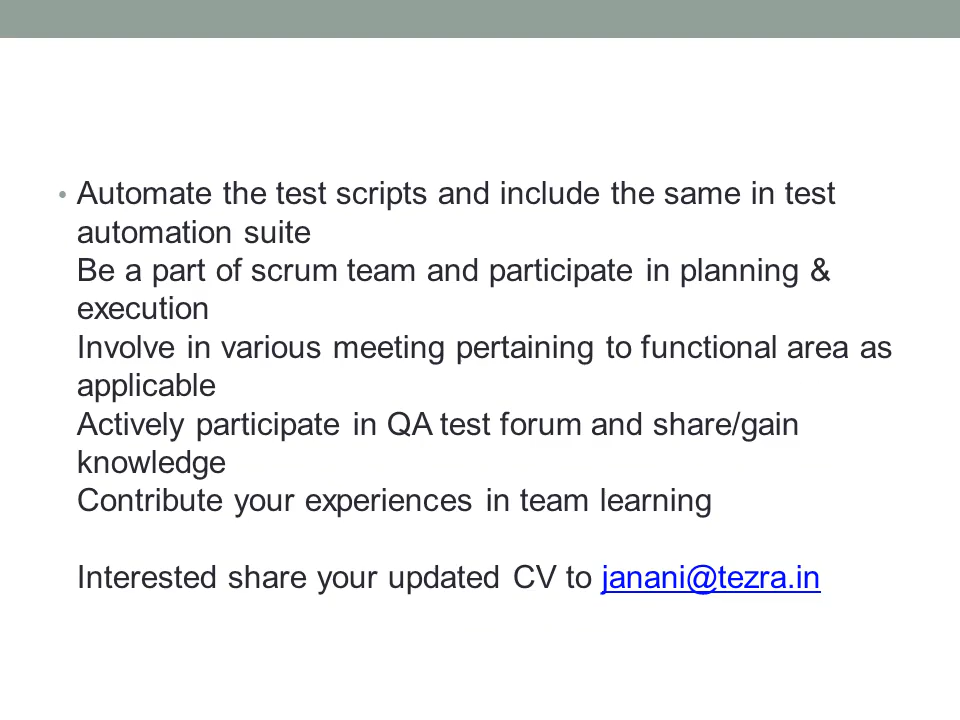 • Automate the test scripts and include the same in test
automation suite
Be a part of scrum team and participate in planning &
execution
Involve in various meeting pertaining to functional area as
applicable
Actively participate in QA test forum and share/gain
knowledge
Contribute your experiences in team learning
Interested share your updated CV to janani@tezra.in